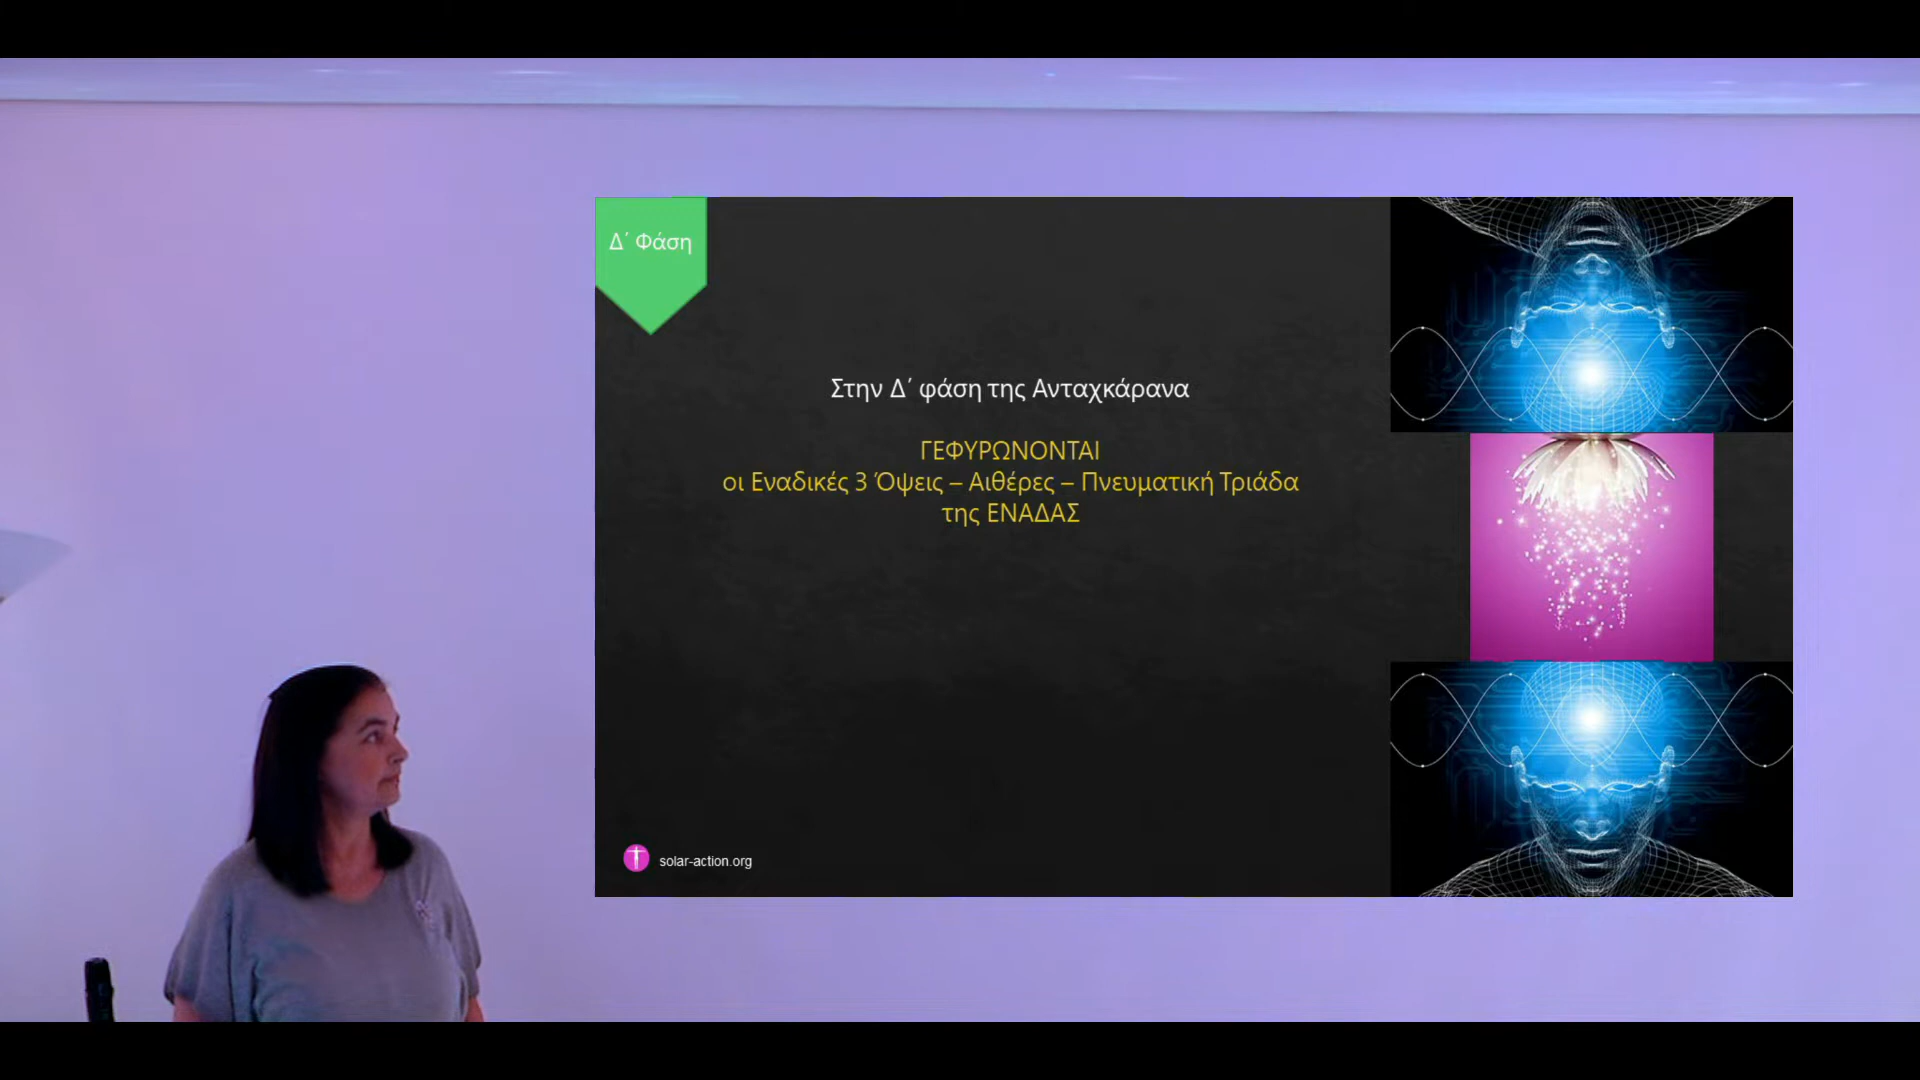 Δ΄ Φάση
Στην Δ΄ φάση της Ανταχκάρανα
ΓΕΦΥΡΩΝΟΝΤΑΙ
οι Εναδικές 3 Όψεις – Αιθέρες – Πνευματική Τριάδα
της ΕΝΑΔΑΣ
solar-action.org